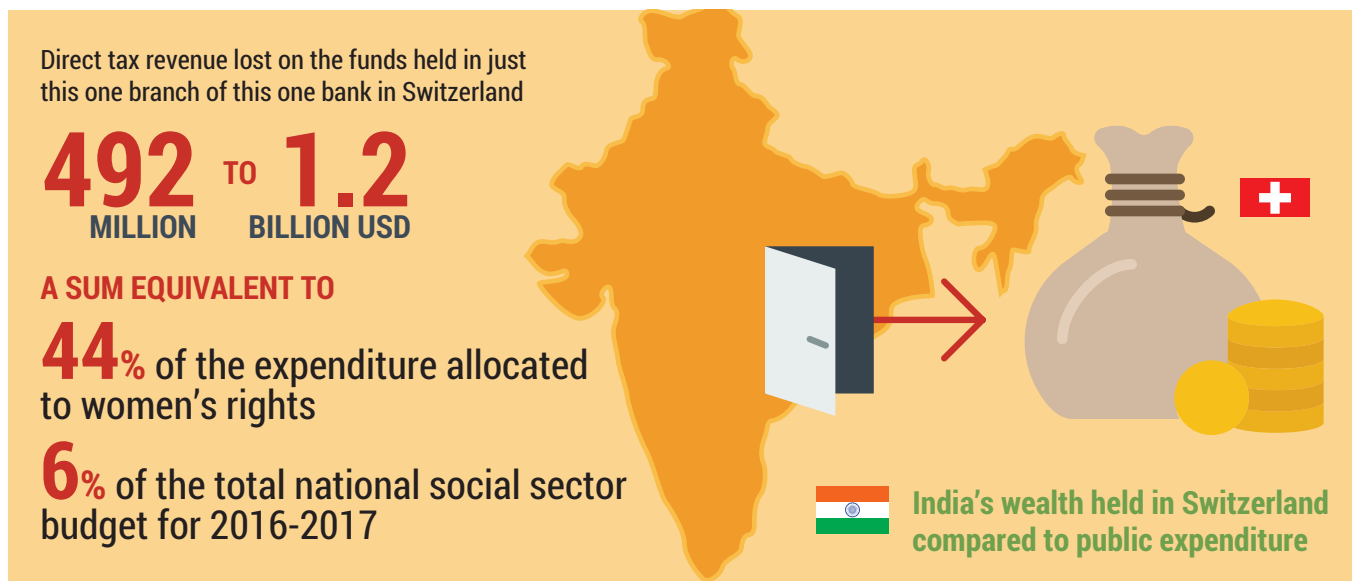 Direct tax revenue lost on the funds held in just
this one branch of this one bank in Switzerland
492 TO 1.2
MILLION BILLION USD
A SUM EQUIVALENT TO
44% of the expenditure allocated
to women’s rights
6% of the total national social sector
budget for 2016-2017
India’s wealth held in Switzerland
compared to public expenditure